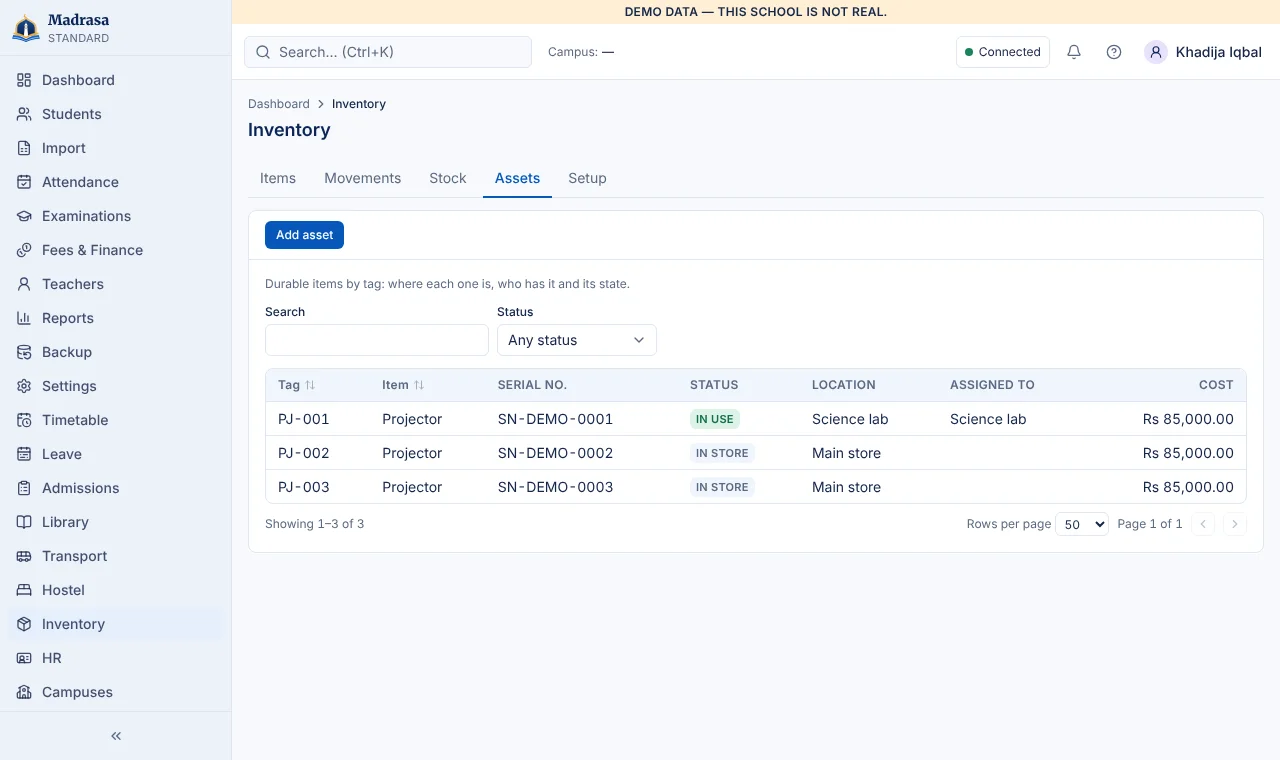 DEMO DATA — THIS SCHOOL IS NOT REAL.
Madrasa
STANDARD
Search... (Ctrl+K)
Campus: —
Connected
Khadija Iqbal
Dashboard
Students
Import
Attendance
Examinations
Fees & Finance
Teachers
Reports
Backup
Settings
Timetable
Leave
Admissions
Library
Transport
Hostel
Inventory
HR
Campuses
Dashboard > Inventory
Inventory
Items Movements Stock Assets Setup
Add asset
Durable items by tag: where each one is, who has it and its state.
Search Status
Any status
Tag Item SERIAL NO. STATUS LOCATION ASSIGNED TO COST
PJ-001 Projector SN-DEMO-0001 IN USE Science lab Science lab Rs 85,000.00
PJ-002 Projector SN-DEMO-0002 IN STORE Main store Rs 85,000.00
PJ-003 Projector SN-DEMO-0003 IN STORE Main store Rs 85,000.00
Showing 1–3 of 3 Rows per page 50 Page 1 of 1